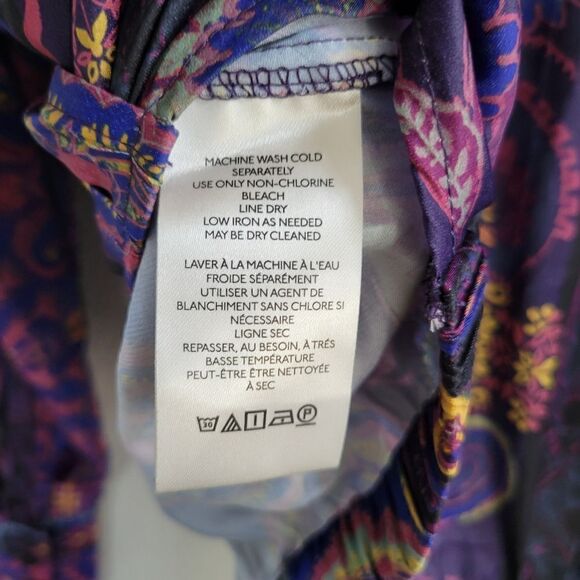 MACHINE WASH COLD
SEPARATELY
USE ONLY NON-CHLORINE
BLEACH
LINE DRY
LOW IRON AS NEEDED
MAY BE DRY CLEANED
LAVER À LA MACHINE À L'EAU
FROIDE SÉPARÉMENT
UTILISER UN AGENT DE
BLANCHIMENT SANS CHLORE SI
NÉCESSAIRE
LIGNE SEC
REPASSER, AU BESOIN, À TRÉS
BASSE TEMPÉRATURE
PEUT-ÊTRE ÊTRE NETTOYÉE
À SEC
30 P